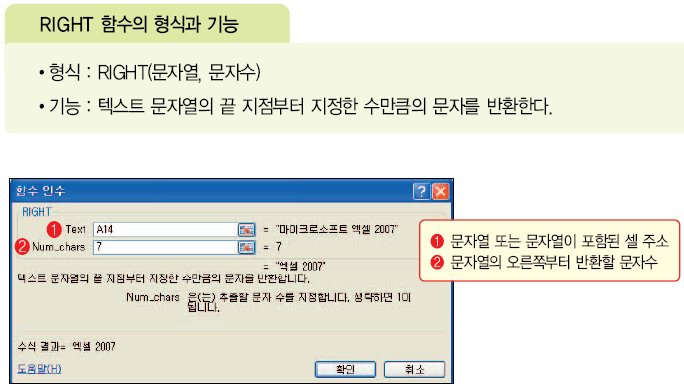 RIGHT 함수의 형식과 기능
• 형식 : RIGHT(문자열, 문자수)
• 기능 : 텍스트 문자열의 끝 지점부터 지정한 수만큼의 문자를 반환한다.
함수 인수
RIGHT
❶ Text A14 = "마이크로소프트 엑셀 2007"
❷ Num_chars 7 = 7
= "엑셀 2007"
텍스트 문자열의 끝 지점부터 지정한 수만큼의 문자를 반환합니다.
Num_chars 은(는) 추출할 문자 수를 지정합니다. 생략하면 1이
됩니다.
수식 결과= 엑셀 2007
도움말(H)
확인
취소
❶ 문자열 또는 문자열이 포함된 셀 주소
❷ 문자열의 오른쪽부터 반환할 문자수